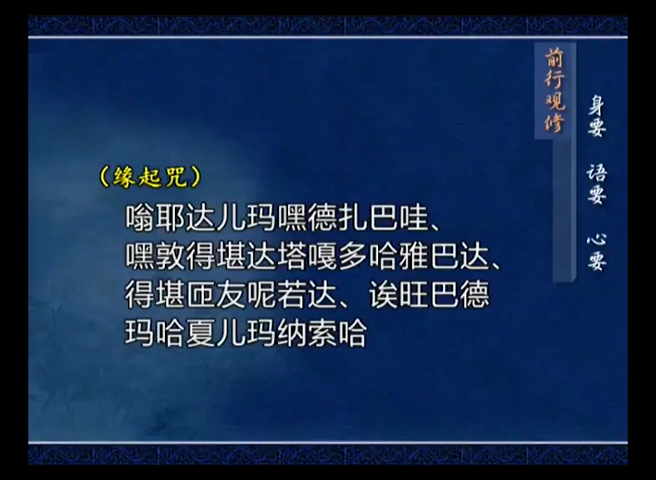 前行观修
身要 语要 心要
（缘起咒）
嗡耶达儿玛嘿德扎巴哇、
嘿敦得堪达塔嘎多哈雅巴达、
得堪匝友呢若达、诶旺巴德
玛哈夏儿玛纳索哈